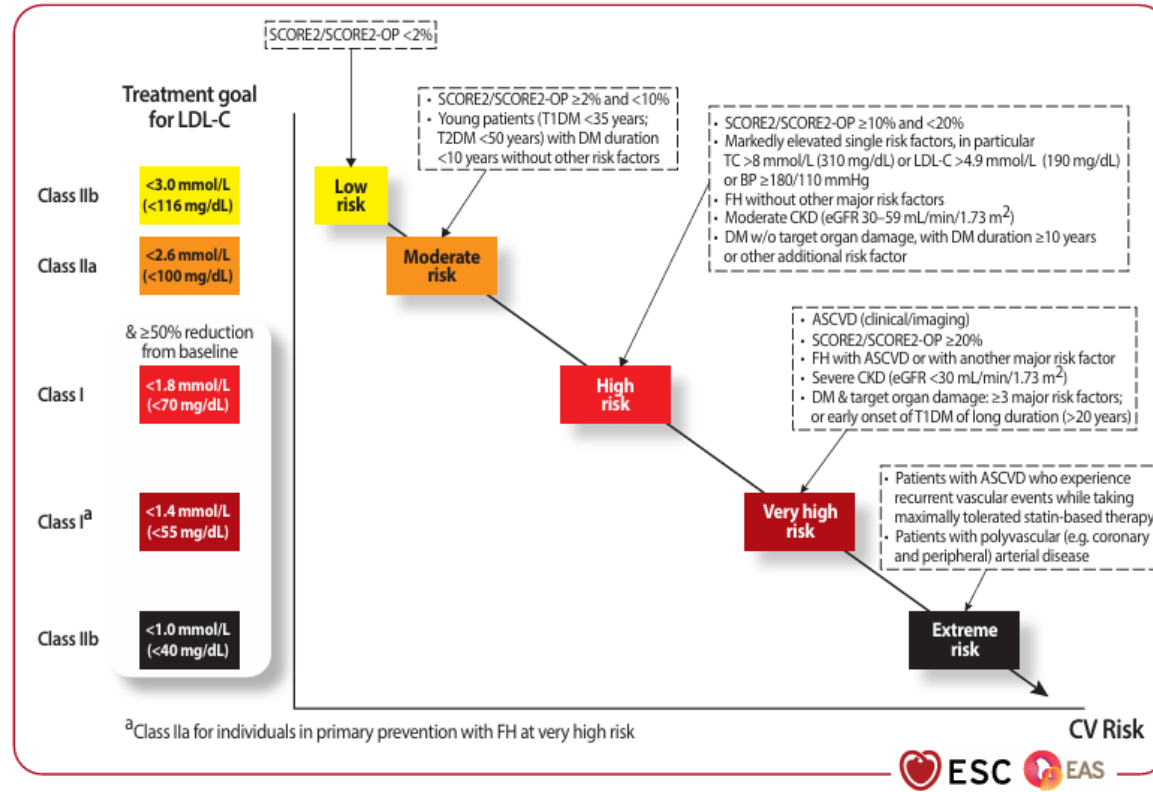 SCORE2/SCORE2-OP <2%
Treatment goal
for LDL-C
• SCORE2/SCORE2-OP ≥2% and <10%
• Young patients (T1DM <35 years;
T2DM <50 years) with DM duration
<10 years without other risk factors
• SCORE2/SCORE2-OP ≥10% and <20%
• Markedly elevated single risk factors, in particular
TC >8 mmol/L (310 mg/dL) or LDL-C >4.9 mmol/L (190 mg/dL)
or BP ≥180/110 mmHg
• FH without other major risk factors
• Moderate CKD (eGFR 30–59 mL/min/1.73 m²)
• DM w/o target organ damage, with DM duration ≥10 years
or other additional risk factor
Class IIb
<3.0 mmol/L
(<116 mg/dL)
Low
risk
Class IIa
<2.6 mmol/L
(<100 mg/dL)
Moderate
risk
& ≥50% reduction
from baseline
• ASCVD (clinical/imaging)
• SCORE2/SCORE2-OP ≥20%
• FH with ASCVD or with another major risk factor
• Severe CKD (eGFR <30 mL/min/1.73 m²)
• DM & target organ damage: ≥3 major risk factors;
or early onset of T1DM of long duration (>20 years)
Class I
<1.8 mmol/L
(<70 mg/dL)
High
risk
Class Iᵃ
<1.4 mmol/L
(<55 mg/dL)
Very high
risk
• Patients with ASCVD who experience
recurrent vascular events while taking
maximally tolerated statin-based therapy
• Patients with polyvascular (e.g. coronary
and peripheral) arterial disease
Class IIb
<1.0 mmol/L
(<40 mg/dL)
Extreme
risk
ᵃClass IIa for individuals in primary prevention with FH at very high risk
CV Risk
ESC
EAS